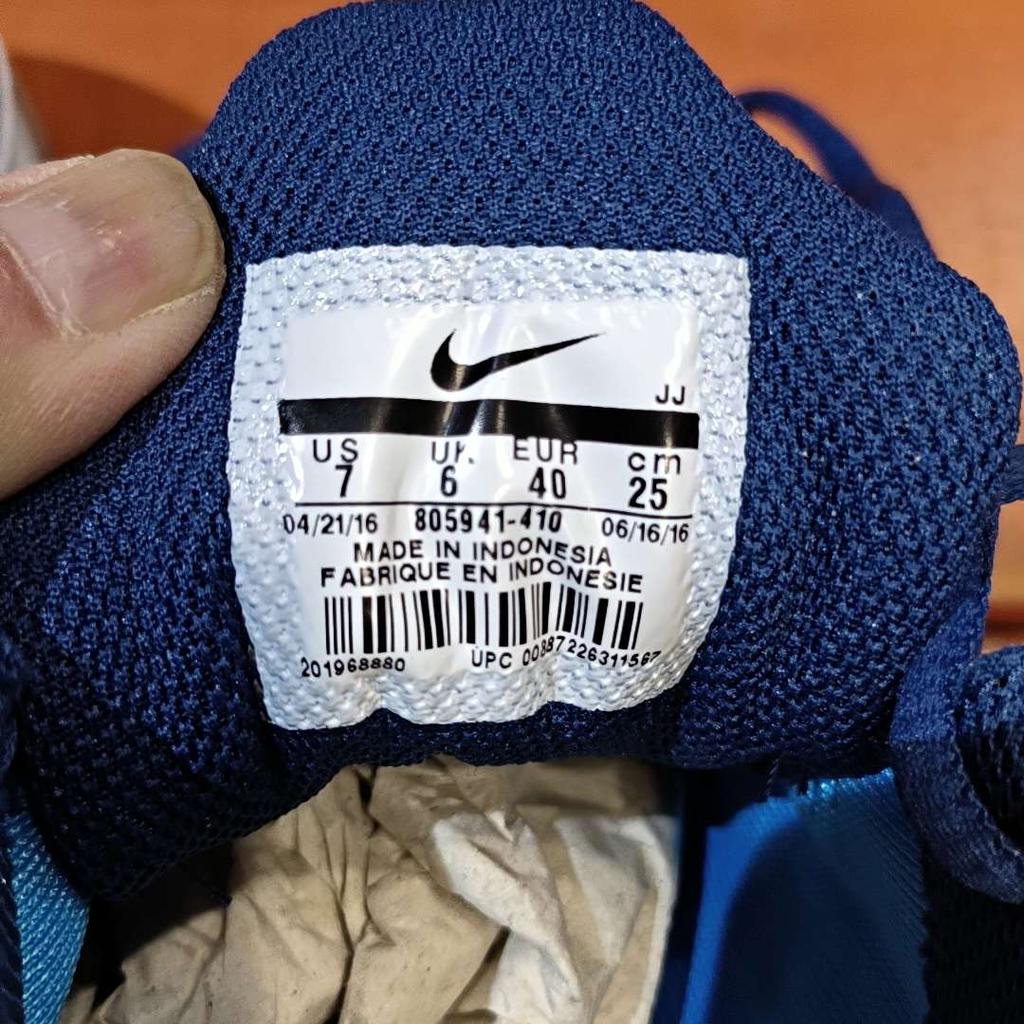 JJ
US UK EUR cm
7 6 40 25
04/21/16 805941-410 06/16/16
MADE IN INDONESIA
FABRIQUE EN INDONESIE
201968880 UPC 00887226311567